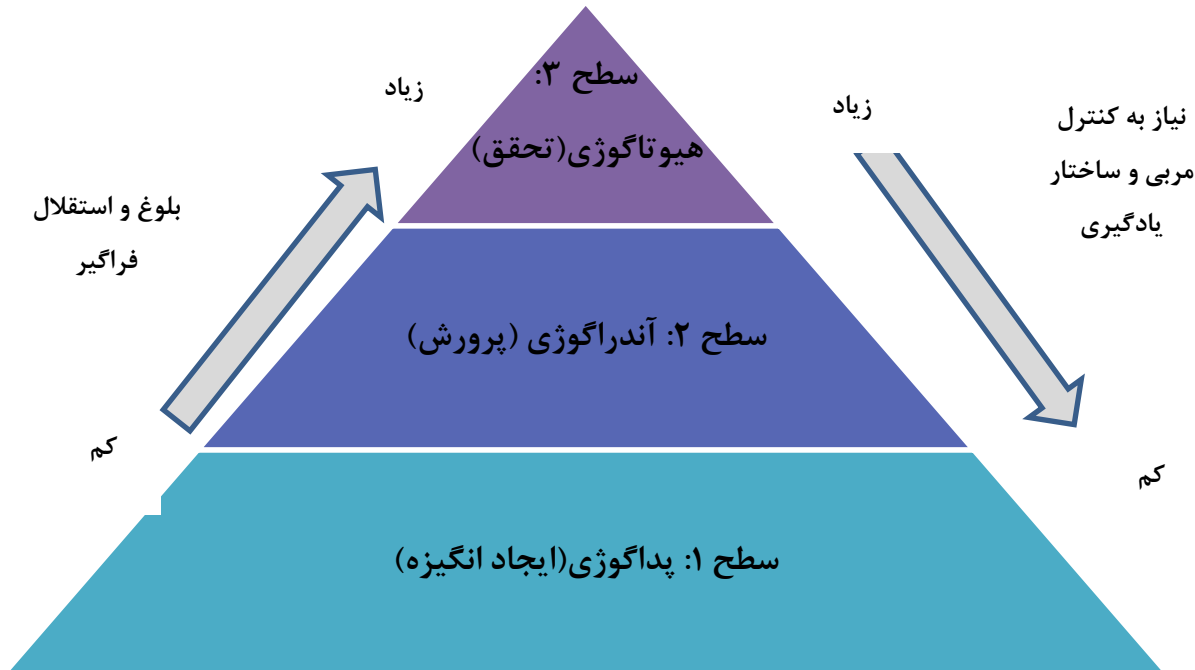 سطح ۳:
هیوتاگوژی(تحقق)
زیاد
زیاد
نیاز به کنترل
مربی و ساختار
یادگیری
بلوغ و استقلال
فراگیر
سطح ۲: آندراگوژی (پرورش)
کم
کم
سطح ۱: پداگوژی(ایجاد انگیزه)